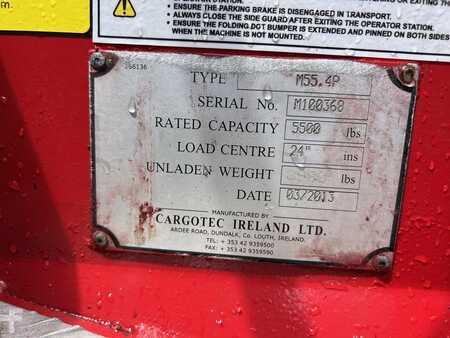 ENSURE THE PARKING BRAKE IS DISENGAGED IN TRANSPORT.
• ALWAYS CLOSE THE SIDE GUARD AFTER EXITING THE OPERATOR STATION.
• ENSURE THE FOLDING DOT BUMPER IS EXTENDED AND PINNED ON BOTH SIDES
WHEN THE MACHINE IS NOT MOUNTED.
m.
TYPE M55.4P
SERIAL No. M100360
RATED CAPACITY 5500 lbs
LOAD CENTRE 24" ins
UNLADEN WEIGHT lbs
DATE 03/2013
MANUFACTURED BY
CARGOTEC IRELAND LTD.
ARDEE ROAD, DUNDALK, Co. LOUTH, IRELAND.
TEL: + 353 42 9359500
FAX: + 353 42 9359590